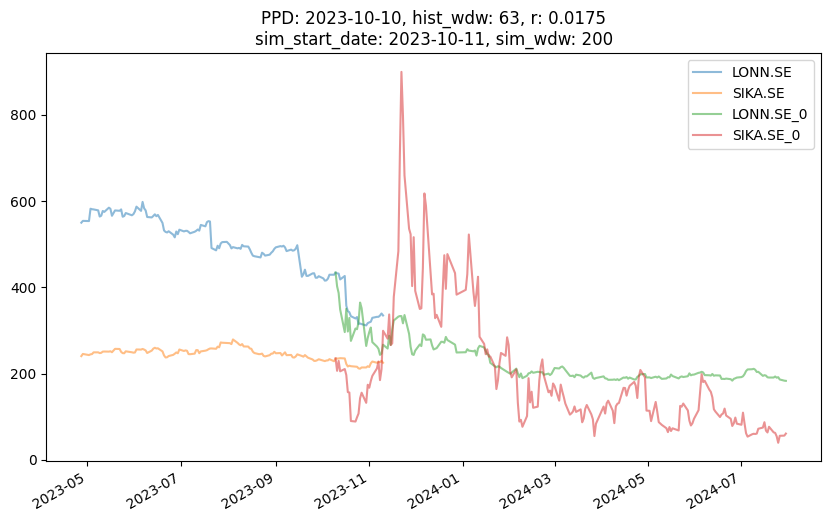 PPD: 2023-10-10, hist_wdw: 63, r: 0.0175
sim_start_date: 2023-10-11, sim_wdw: 200
LONN.SE
SIKA.SE
LONN.SE_0
SIKA.SE_0
800
600
400
200
0
2023-05
2023-07
2023-09
2023-11
2024-01
2024-03
2024-05
2024-07